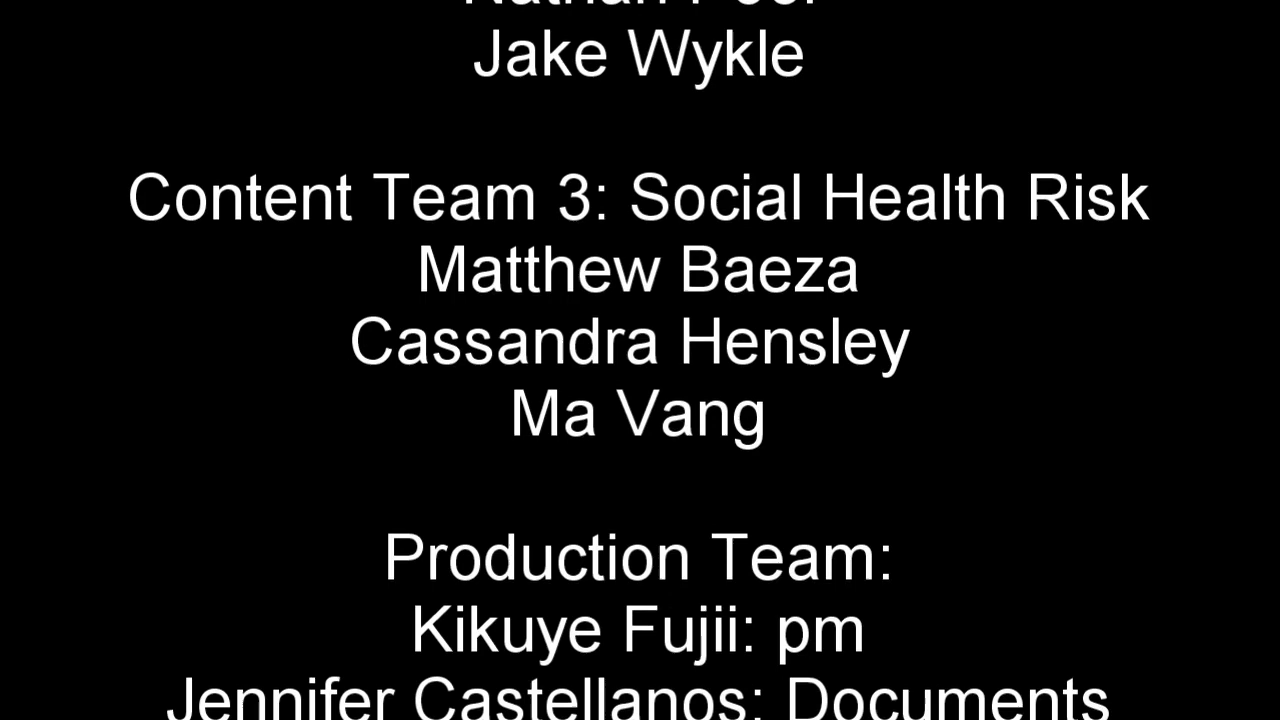 Nathan
Jake Wykle
Content Team 3: Social Health Risk
Matthew Baeza
Cassandra Hensley
Ma Vang
Production Team:
Kikuye Fujii: pm
Jennifer Castellanos: Documents